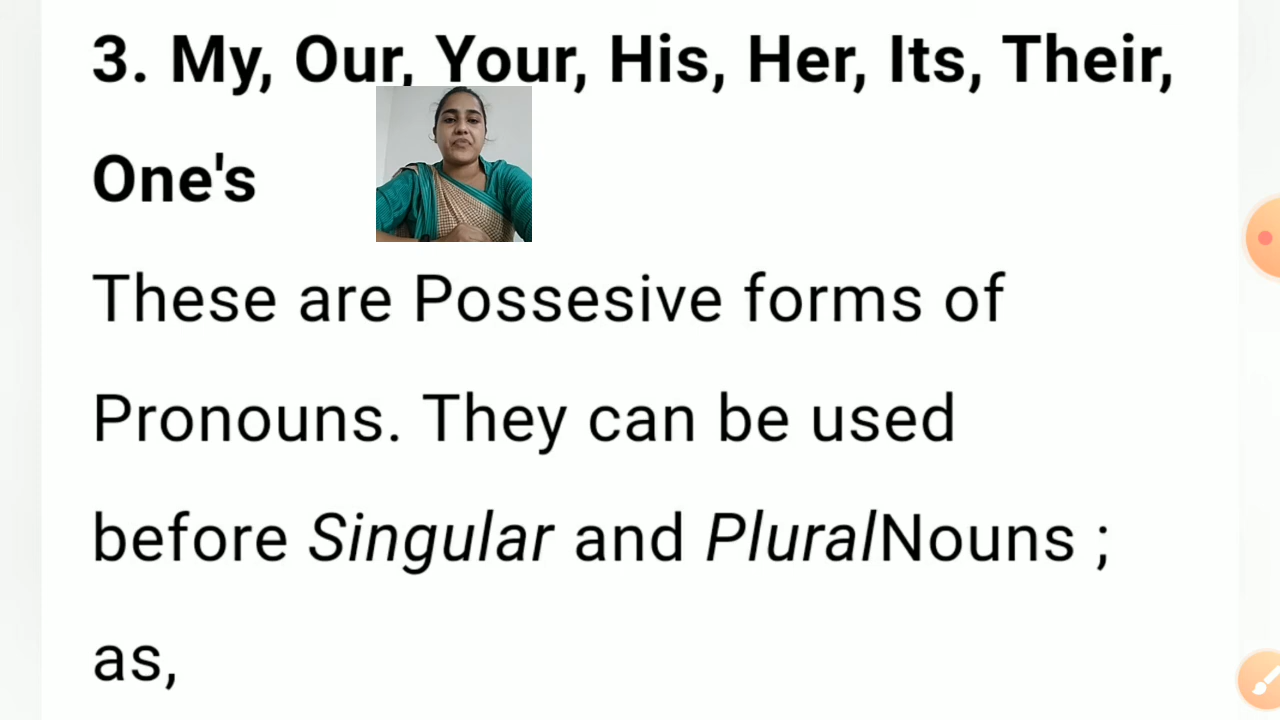 3. My, Our, Your, His, Her, Its, Their,
One's
These are Possesive forms of
Pronouns. They can be used
before Singular and PluralNouns ;
as,